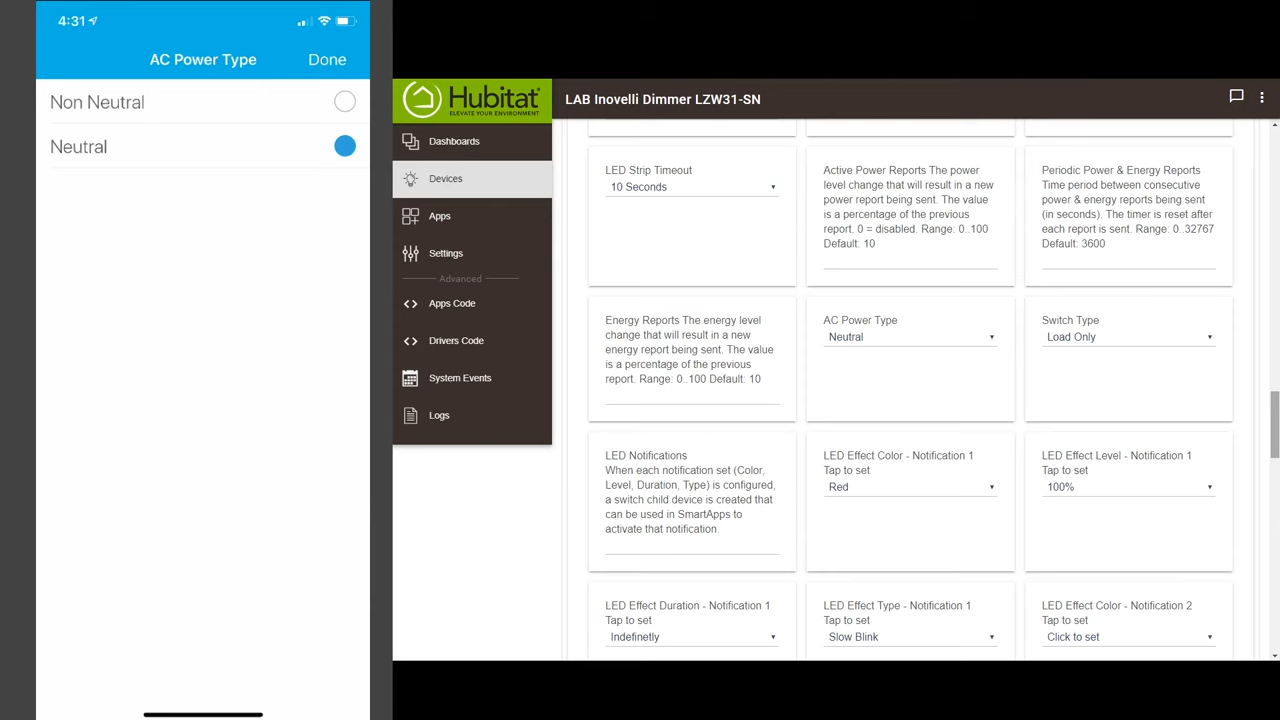 4:31
AC Power Type
Done
Non Neutral
Neutral
Hubitat
ELEVATE YOUR ENVIRONMENT
LAB Inovelli Dimmer LZW31-SN
Dashboards
Devices
Apps
Settings
Advanced
Apps Code
Drivers Code
System Events
Logs
LED Strip Timeout
10 Seconds
Active Power Reports The power
level change that will result in a new
power report being sent. The value
is a percentage of the previous
report. 0 = disabled. Range: 0..100
Default: 10
Periodic Power & Energy Reports
Time period between consecutive
power & energy reports being sent
(in seconds). The timer is reset after
each report is sent. Range: 0..32767
Default: 3600
Energy Reports The energy level
change that will result in a new
energy report being sent. The value
is a percentage of the previous
report. Range: 0..100 Default: 10
AC Power Type
Neutral
Switch Type
Load Only
LED Notifications
When each notification set (Color,
Level, Duration, Type) is configured,
a switch child device is created that
can be used in SmartApps to
activate that notification.
LED Effect Color - Notification 1
Tap to set
Red
LED Effect Level - Notification 1
Tap to set
100%
LED Effect Duration - Notification 1
Tap to set
Indefinetly
LED Effect Type - Notification 1
Tap to set
Slow Blink
LED Effect Color - Notification 2
Tap to set
Click to set